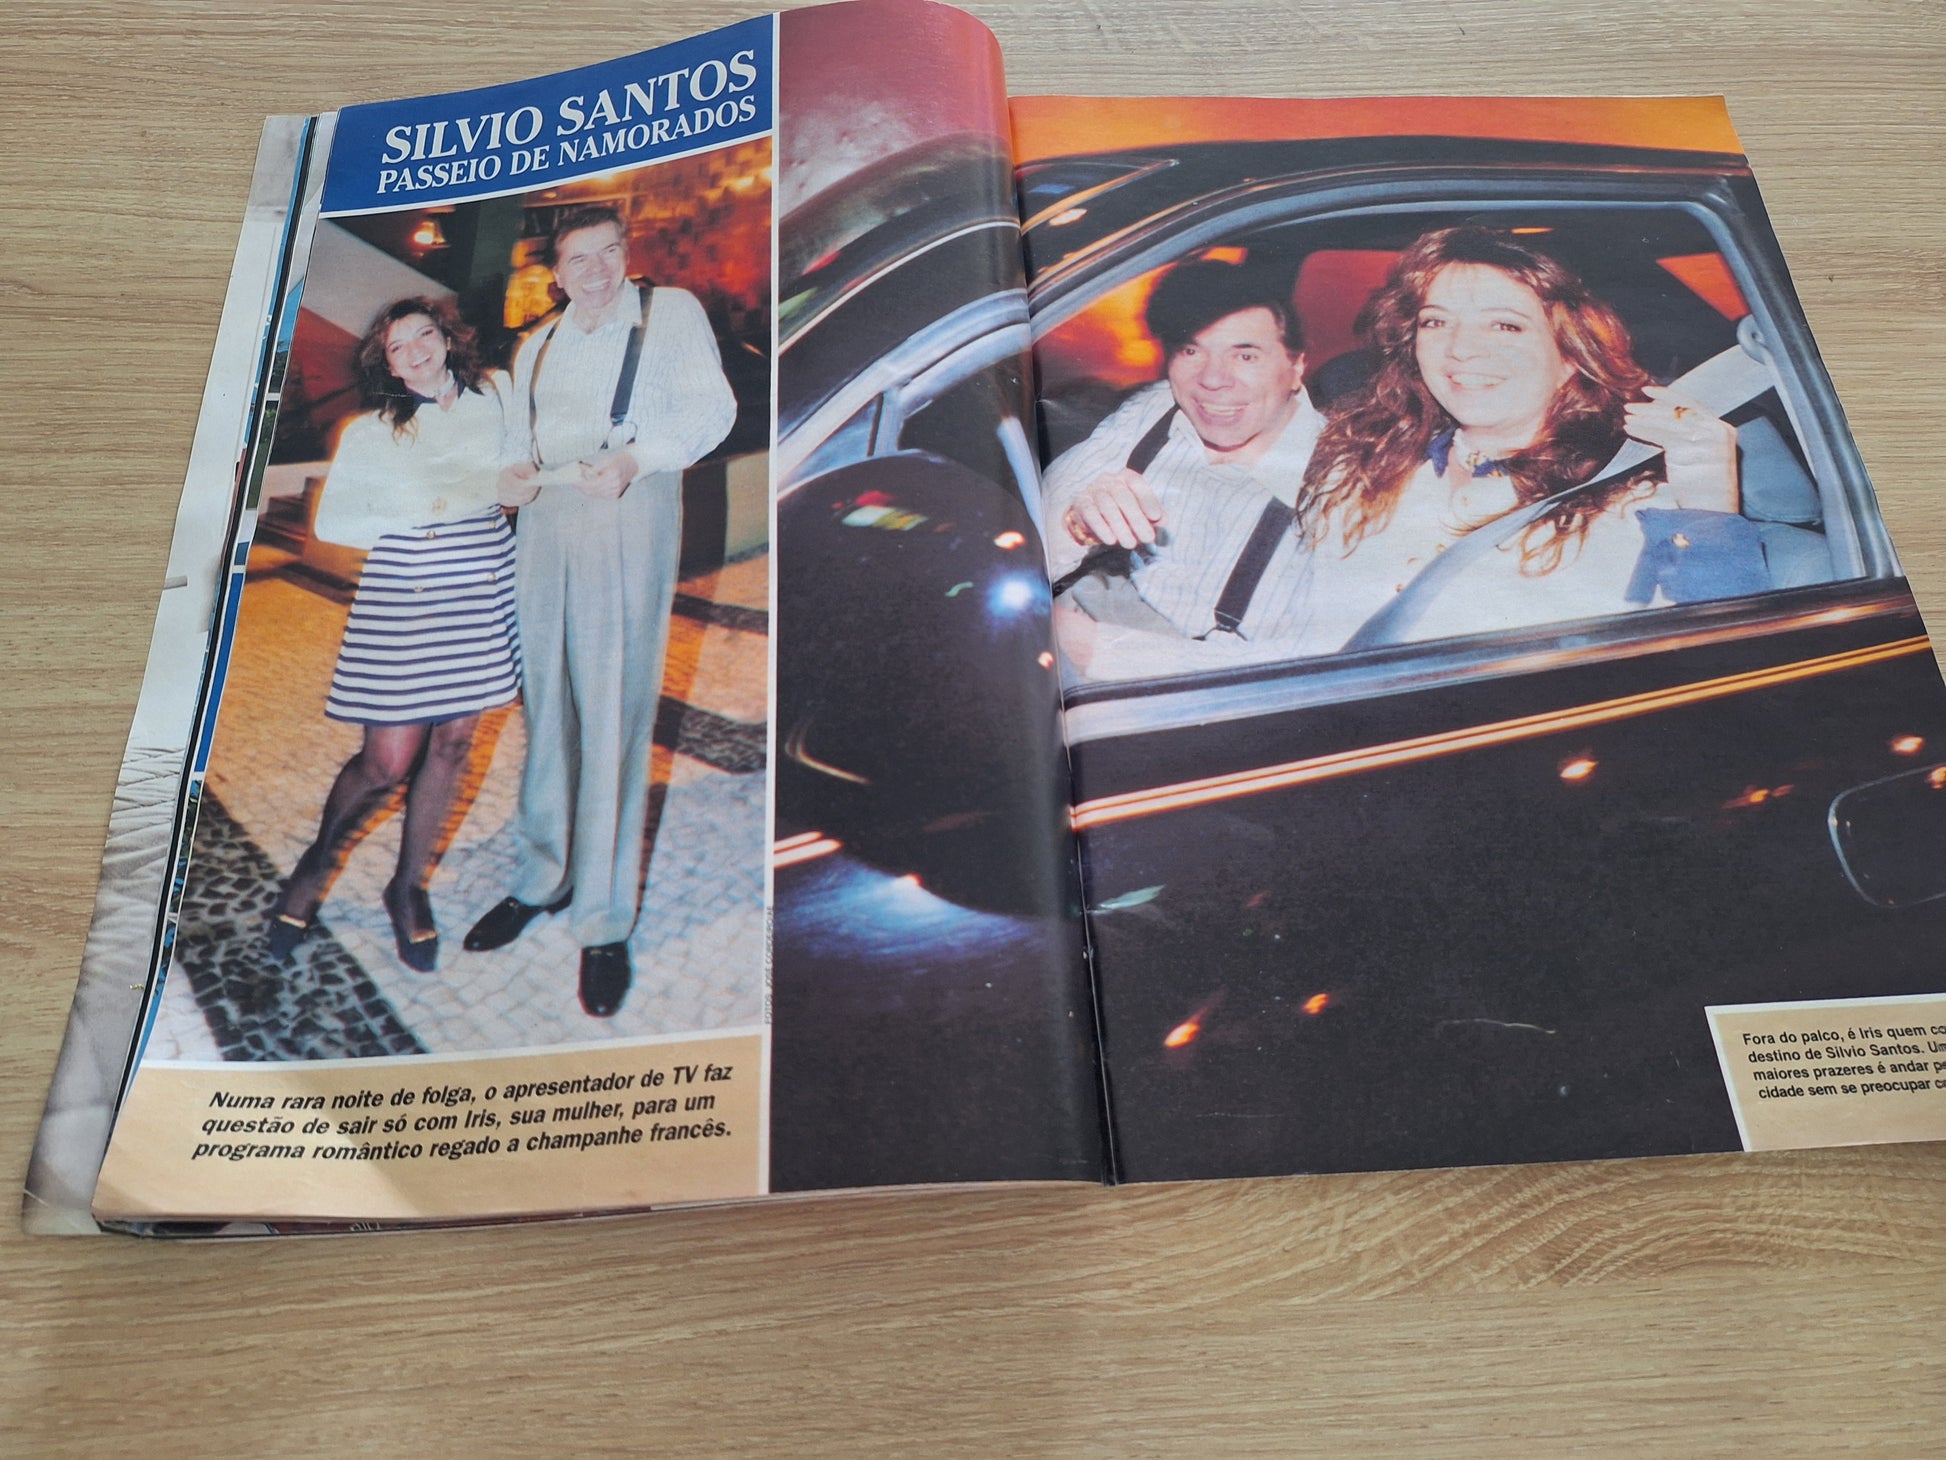 SILVIO SANTOS
PASSEIO DE NAMORADOS
Numa rara noite de folga, o apresentador de TV faz
questão de sair só com Iris, sua mulher, para um
programa romântico regado a champanhe francês.
Fora do palco, é Iris quem
destino de Silvio Santos.
maiores prazeres é andar
cidade sem se preocupar
FOTOS JOSÉ